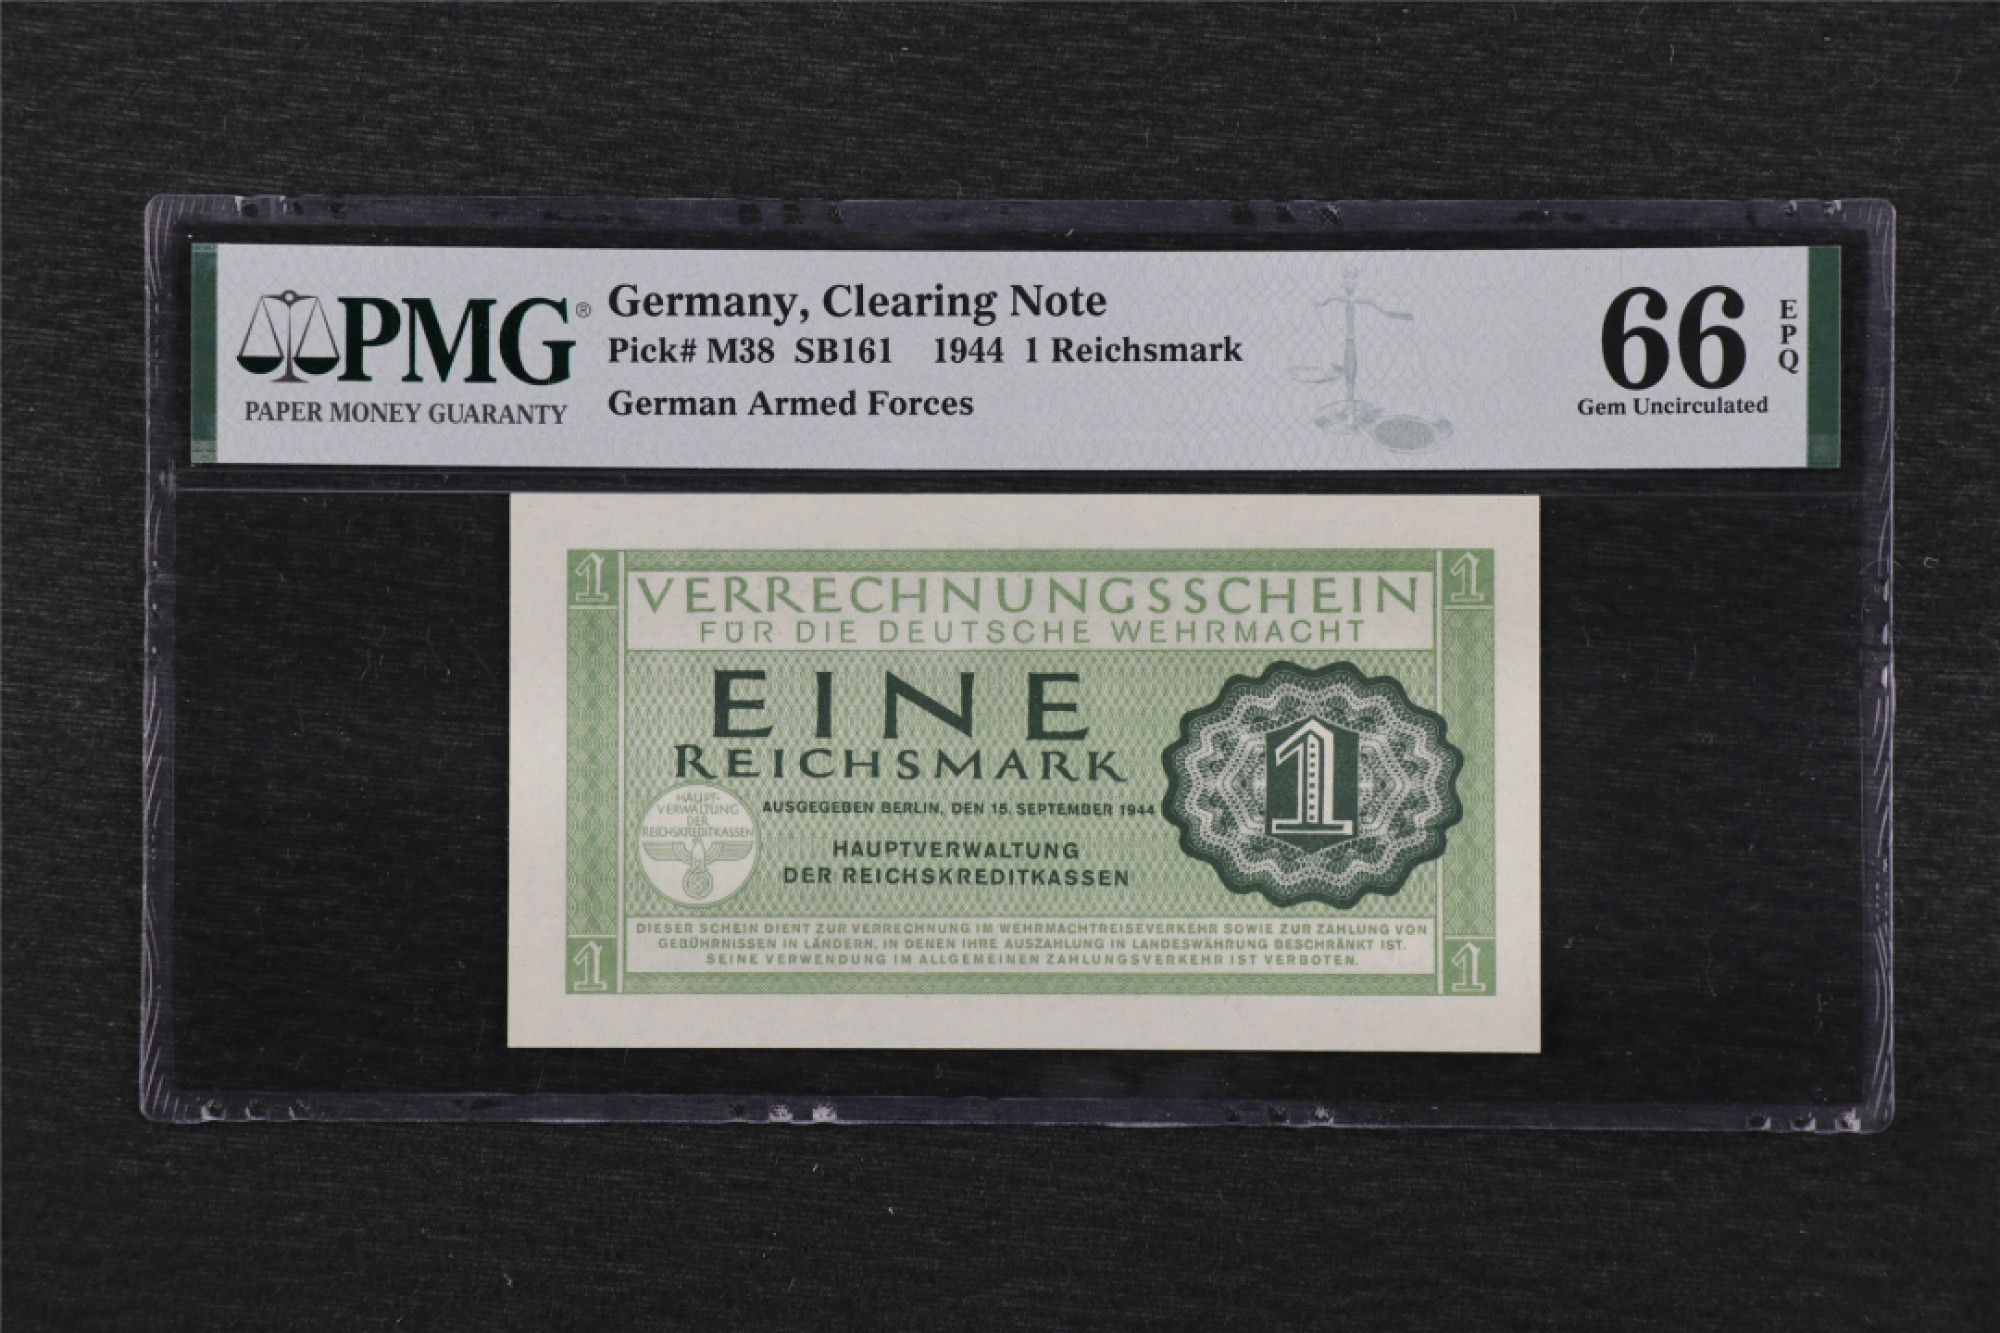 PMG®
PAPER MONEY GUARANTY
Germany, Clearing Note
Pick# M38 SB161 1944 1 Reichsmark
German Armed Forces
66
EPQ
Gem Uncirculated
1
1
VERRECHNUNGSSCHEIN
FÜR DIE DEUTSCHE WEHRMACHT
EINE
REICHSMARK
1
HAUPT-
VERWALTUNG
DER
REICHSKREDITKASSEN
AUSGEGEBEN BERLIN, DEN 15. SEPTEMBER 1944
HAUPTVERWALTUNG
DER REICHSKREDITKASSEN
DIESER SCHEIN DIENT ZUR VERRECHNUNG IM WEHRMACHTREISEVERKEHR SOWIE ZUR ZAHLUNG VON
GEBÜHRNISSEN IN LÄNDERN, IN DENEN IHRE AUSZAHLUNG IN LANDESWÄHRUNG BESCHRÄNKT IST.
SEINE VERWENDUNG IM ALLGEMEINEN ZAHLUNGSVERKEHR IST VERBOTEN.
1
1